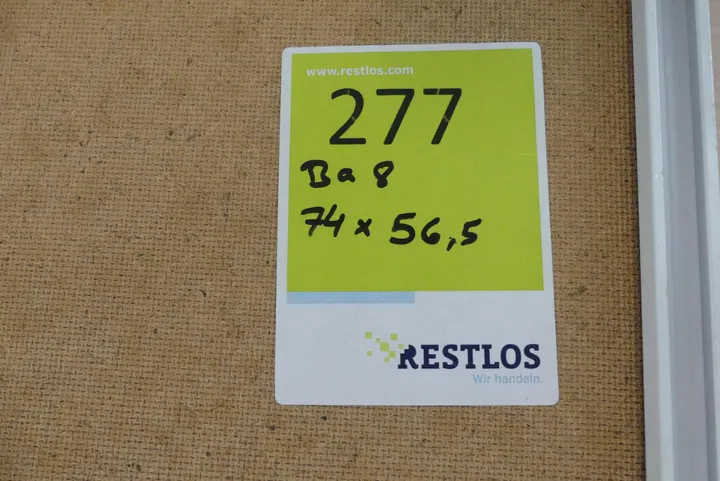 www.restlos.com
277
Ba 8
74 x 56,5
RESTLOS
Wir handeln.